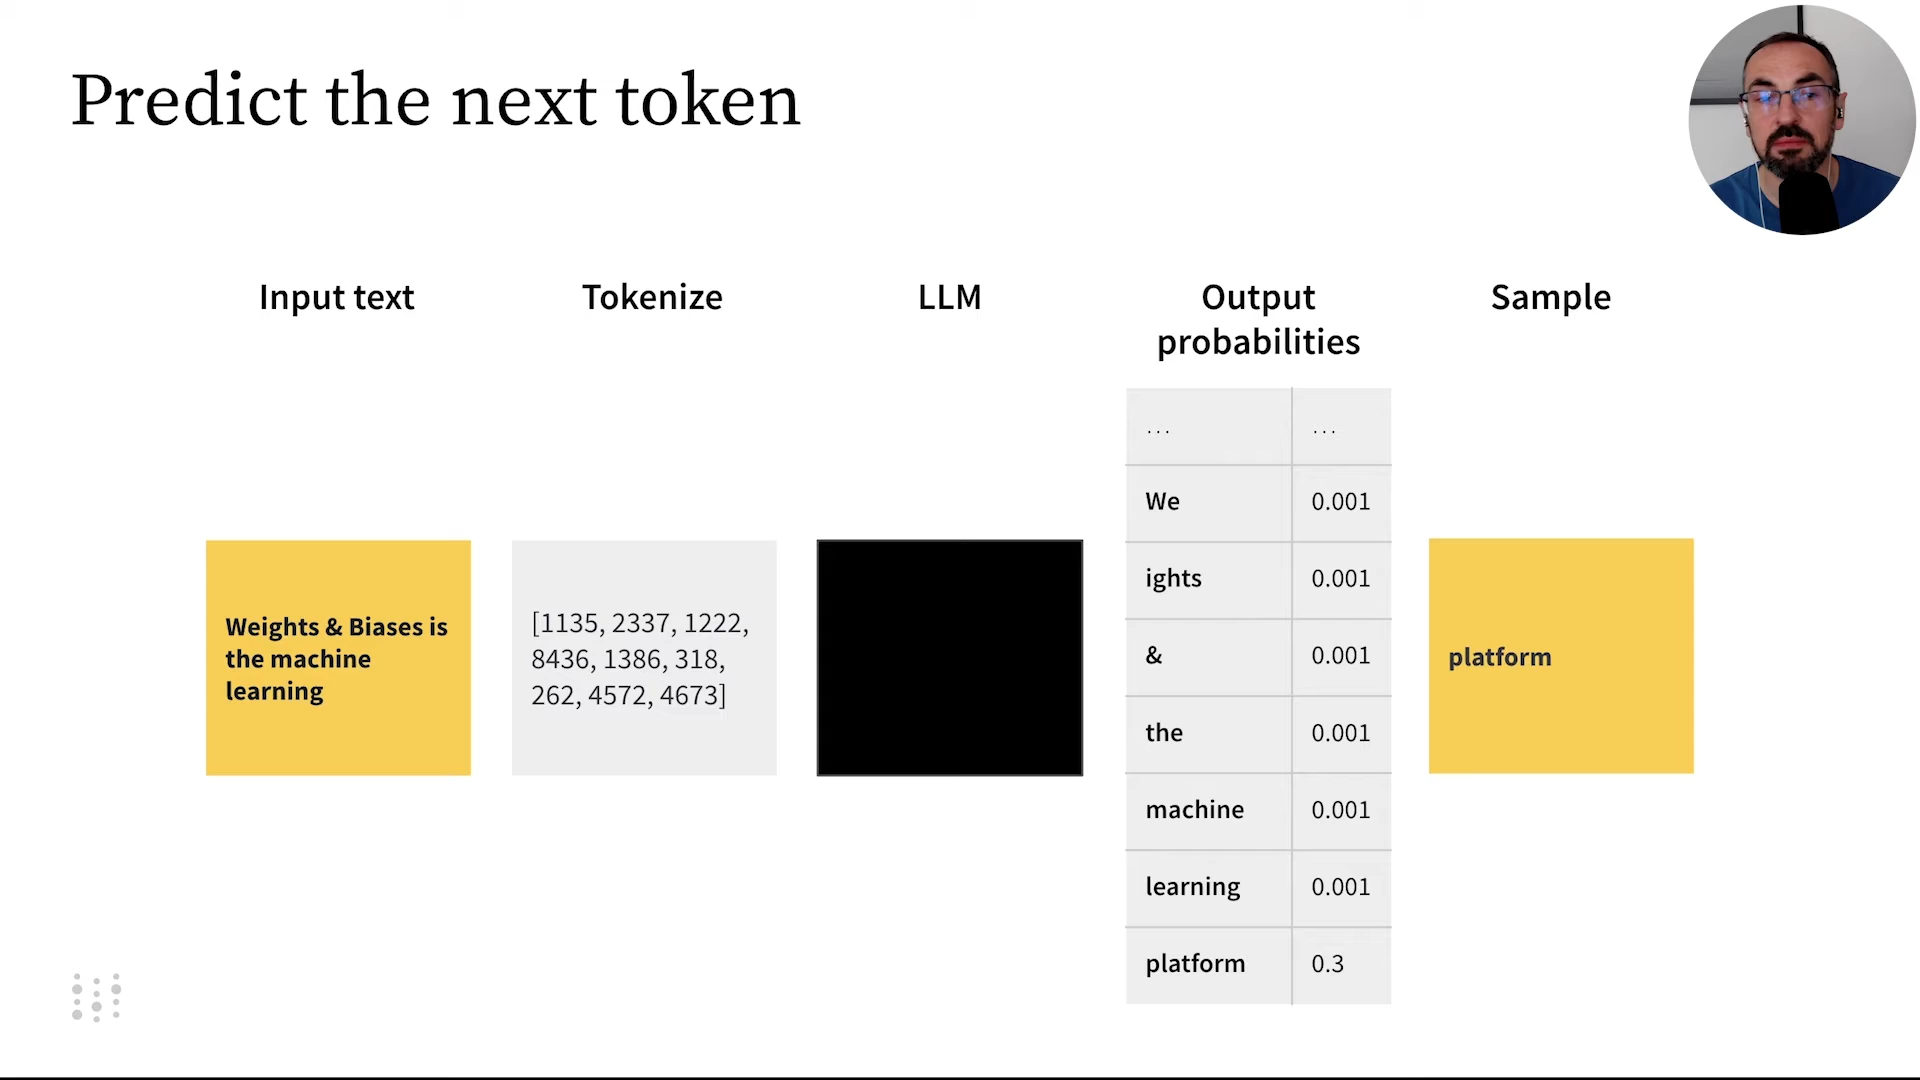 Predict the next token
Input text
Tokenize
LLM
Output
probabilities
Sample
Weights & Biases is
the machine
learning
[1135, 2337, 1222,
8436, 1386, 318,
262, 4572, 4673]
... ...
We 0.001
ights 0.001
& 0.001
the 0.001
machine 0.001
learning 0.001
platform 0.3
platform